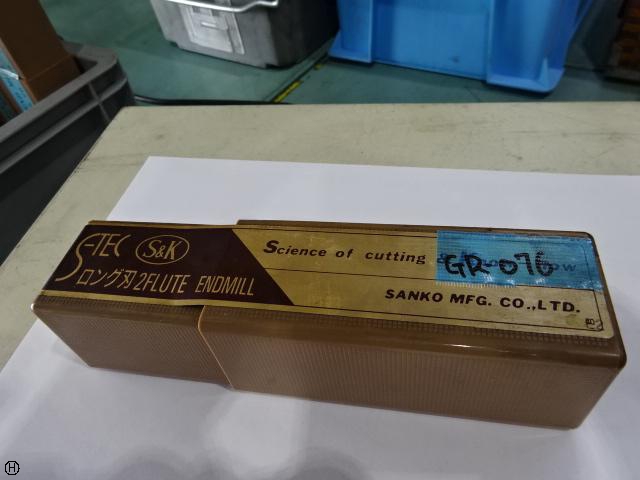 S-TEC S&K
ロング刃 2FLUTE ENDMILL
Science of cutting
GR-076
SANKO MFG. CO.,LTD.
H